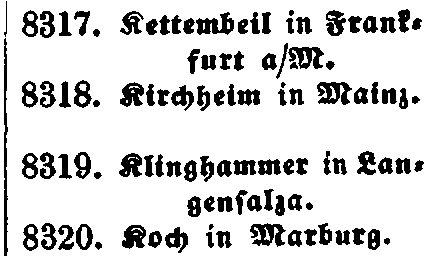 8317. Kettembeil in Frank-
furt a/M.
8318. Kirchheim in Mainz.
8319. Klinghammer in Lan-
gensalza.
8320. Koch in Marburg.